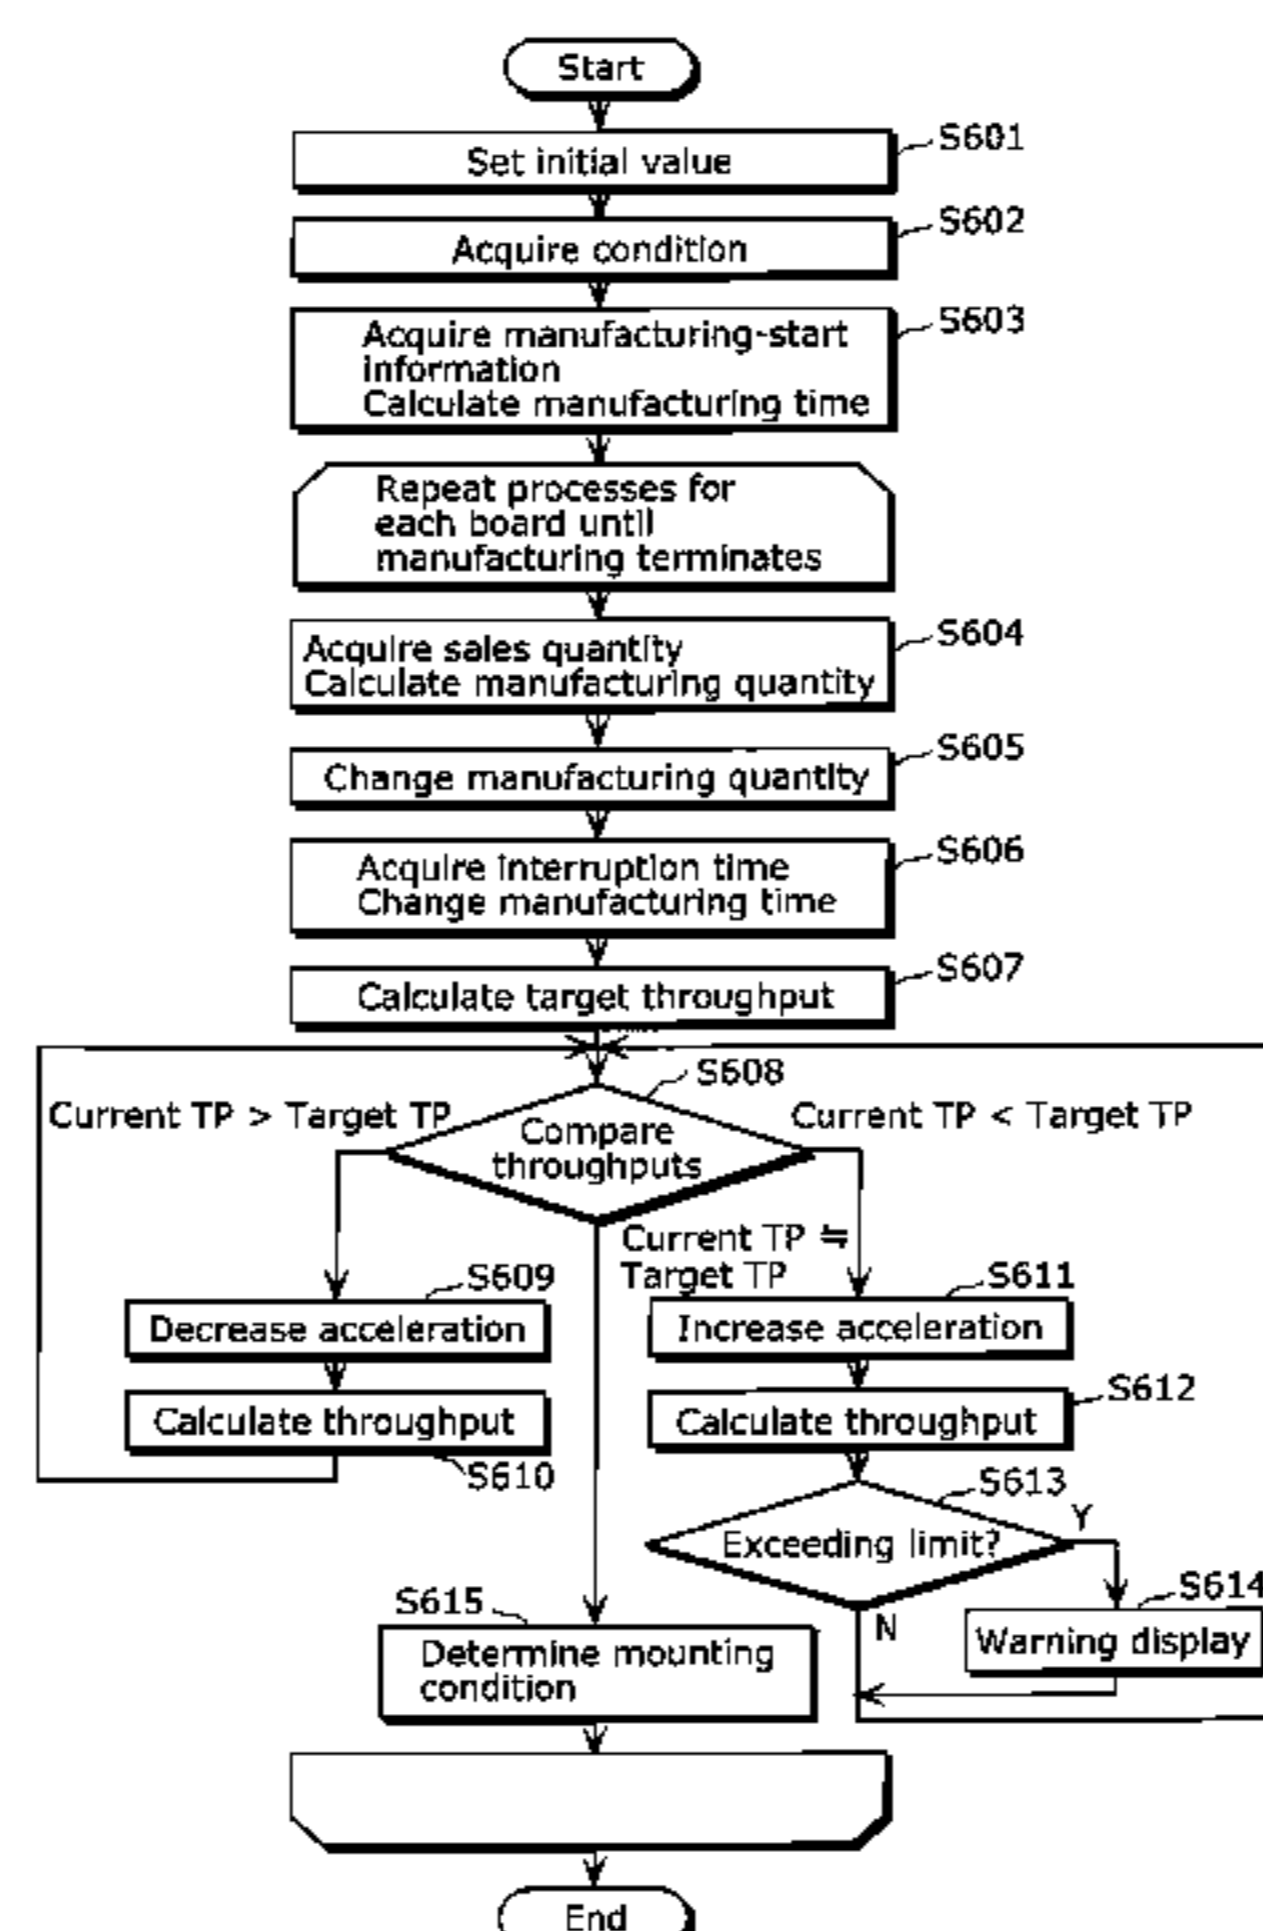 Start
S601
Set initial value
S602
Acquire condition
S603
Acquire manufacturing-start
information
Calculate manufacturing time
Repeat processes for
each board until
manufacturing terminates
S604
Acquire sales quantity
Calculate manufacturing quantity
S605
Change manufacturing quantity
S606
Acquire interruption time
Change manufacturing time
S607
Calculate target throughput
S608
Current TP > Target TP
Current TP < Target TP
Compare
throughputs
Current TP ≒
Target TP
S609
Decrease acceleration
S611
Increase acceleration
Calculate throughput
S610
S612
Calculate throughput
S613
Exceeding limit?
Y
N
S614
Warning display
S615
Determine mounting
condition
End